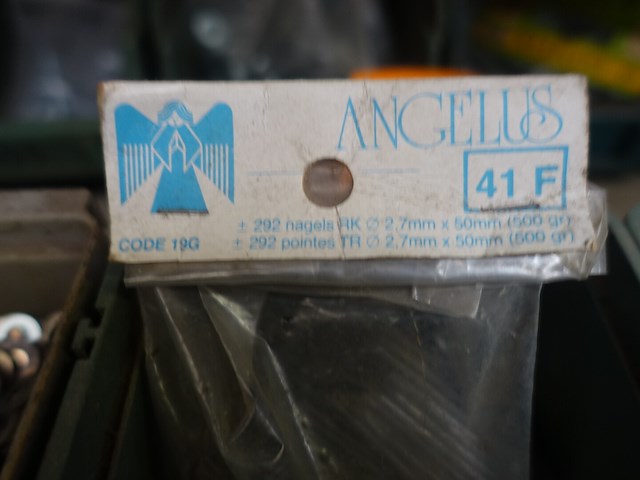 ANGELUS
41 F
± 292 nagels RK ∅ 2,7mm x 50mm (500 gr)
CODE 19G ± 292 pointes TR ∅ 2,7mm x 50mm (500 gr)